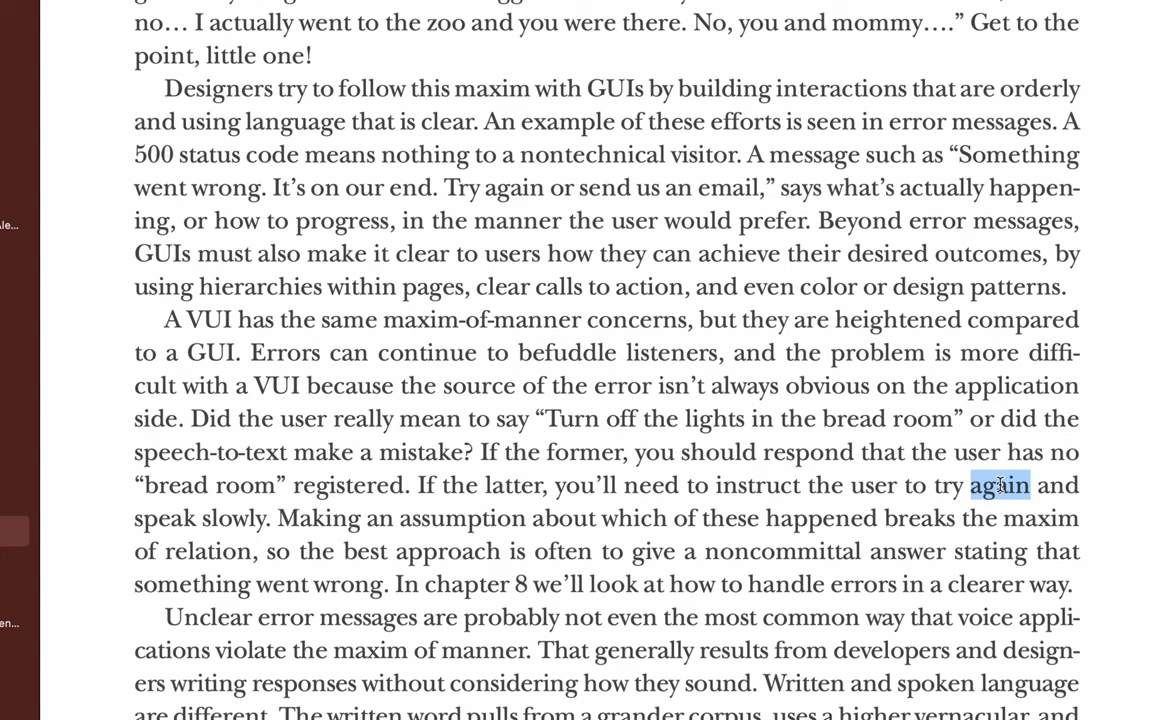 no… I actually went to the zoo and you were there. No, you and mommy….” Get to the
point, little one!
Designers try to follow this maxim with GUIs by building interactions that are orderly
and using language that is clear. An example of these efforts is seen in error messages. A
500 status code means nothing to a nontechnical visitor. A message such as “Something
went wrong. It’s on our end. Try again or send us an email,” says what’s actually happen-
ing, or how to progress, in the manner the user would prefer. Beyond error messages,
GUIs must also make it clear to users how they can achieve their desired outcomes, by
using hierarchies within pages, clear calls to action, and even color or design patterns.
A VUI has the same maxim-of-manner concerns, but they are heightened compared
to a GUI. Errors can continue to befuddle listeners, and the problem is more diffi-
cult with a VUI because the source of the error isn’t always obvious on the application
side. Did the user really mean to say “Turn off the lights in the bread room” or did the
speech-to-text make a mistake? If the former, you should respond that the user has no
“bread room” registered. If the latter, you’ll need to instruct the user to try again and
speak slowly. Making an assumption about which of these happened breaks the maxim
of relation, so the best approach is often to give a noncommittal answer stating that
something went wrong. In chapter 8 we’ll look at how to handle errors in a clearer way.
Unclear error messages are probably not even the most common way that voice appli-
cations violate the maxim of manner. That generally results from developers and design-
ers writing responses without considering how they sound. Written and spoken language
are different. The written word pulls from a grander corpus, uses a higher vernacular, and